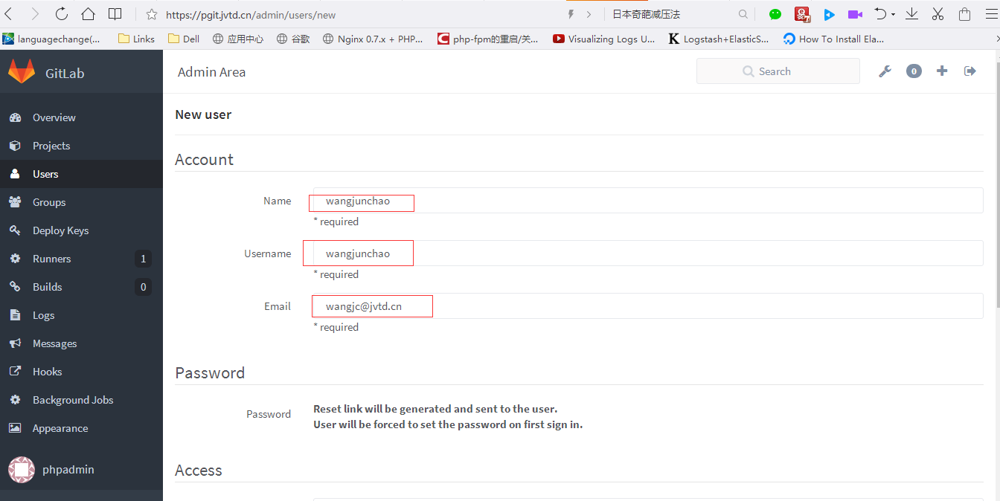 https://pgit.jvtd.cn/admin/users/new
日本奇葩减压法
languagechange(...
Links
Dell
应用中心
谷歌
Nginx 0.7.x + PHP...
php-fpm的重启/关...
Visualizing Logs U...
Logstash+ElasticS...
How To Install Ela...
GitLab
Admin Area
Search
0
Overview
Projects
Users
Groups
Deploy Keys
Runners 1
Builds 0
Logs
Messages
Hooks
Background Jobs
Appearance
phpadmin
New user
Account
Name wangjunchao
* required
Username wangjunchao
* required
Email wangjc@jvtd.cn
* required
Password
Password Reset link will be generated and sent to the user.
User will be forced to set the password on first sign in.
Access